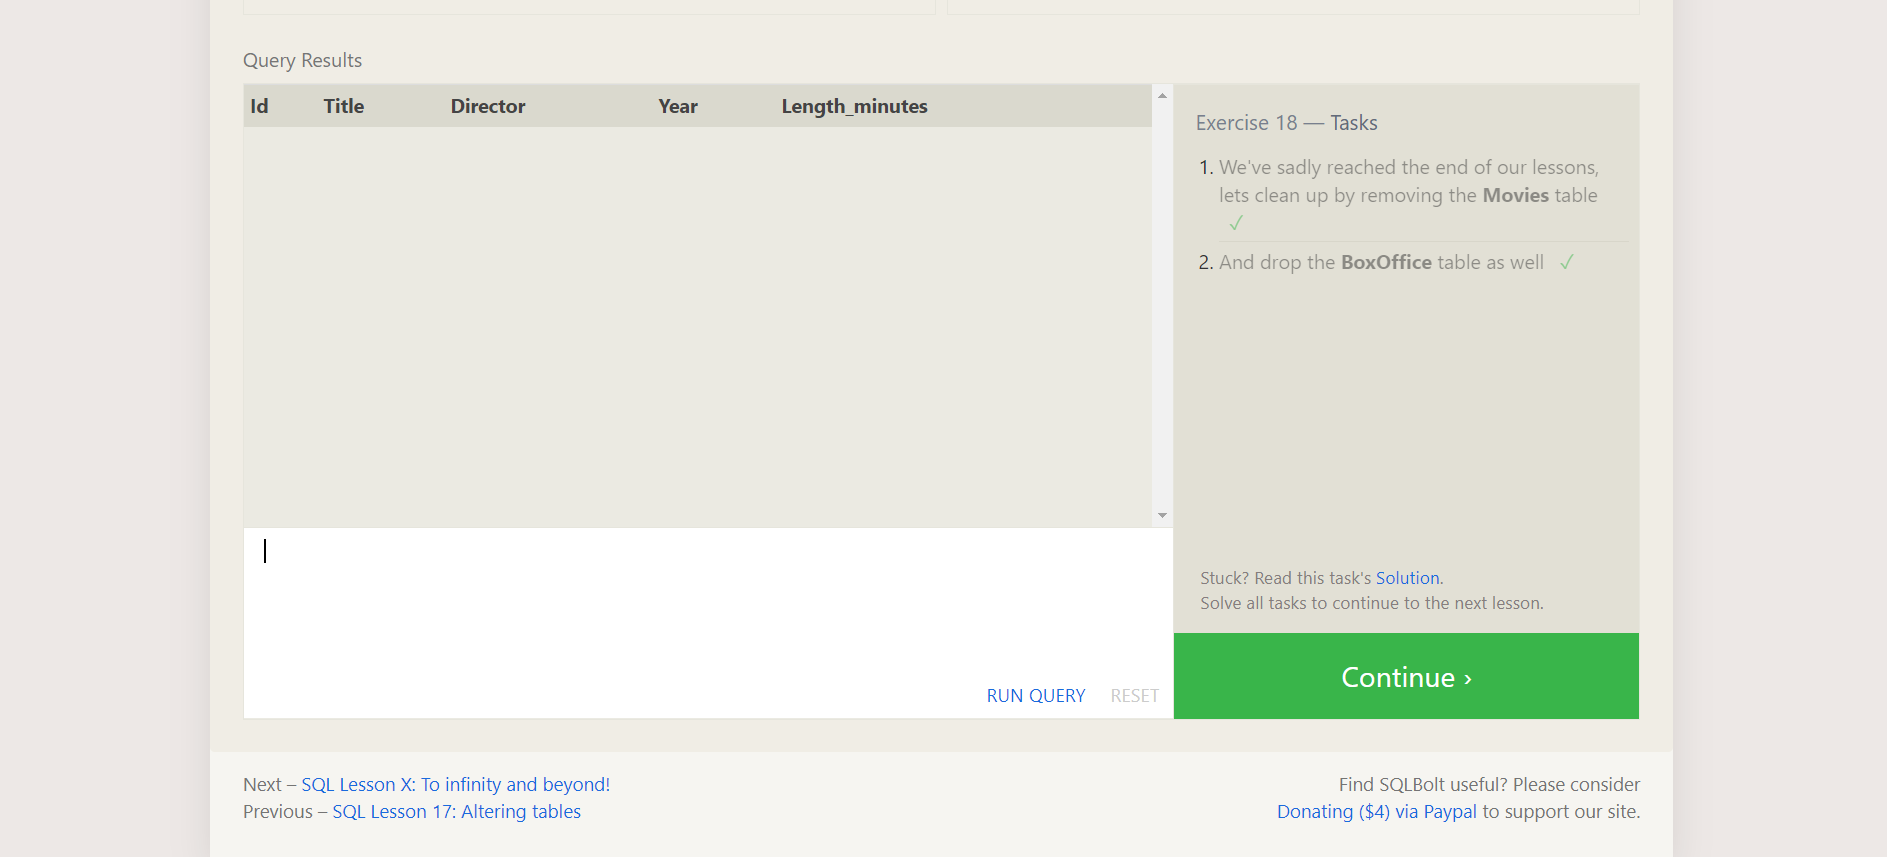 Query Results
Id Title Director Year Length_minutes
Exercise 18 — Tasks
1. We've sadly reached the end of our lessons,
lets clean up by removing the Movies table
✓
2. And drop the BoxOffice table as well ✓
Stuck? Read this task's Solution.
Solve all tasks to continue to the next lesson.
RUN QUERY RESET
Continue ›
Next – SQL Lesson X: To infinity and beyond!
Previous – SQL Lesson 17: Altering tables
Find SQLBolt useful? Please consider
Donating ($4) via Paypal to support our site.